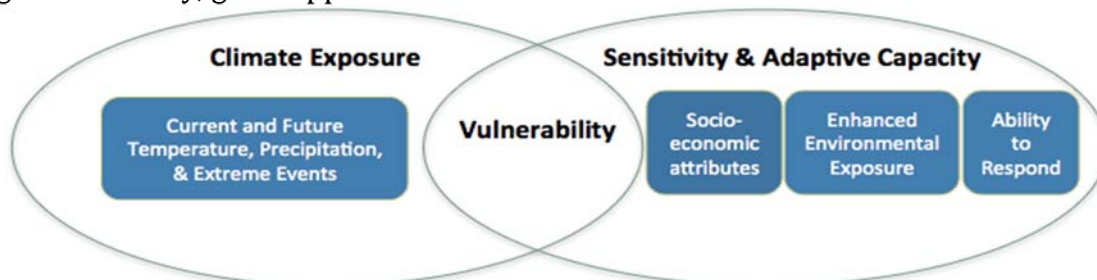 Climate Exposure
Sensitivity & Adaptive Capacity
Current and Future
Temperature, Precipitation,
& Extreme Events
Vulnerability
Socio-
economic
attributes
Enhanced
Environmental
Exposure
Ability
to
Respond